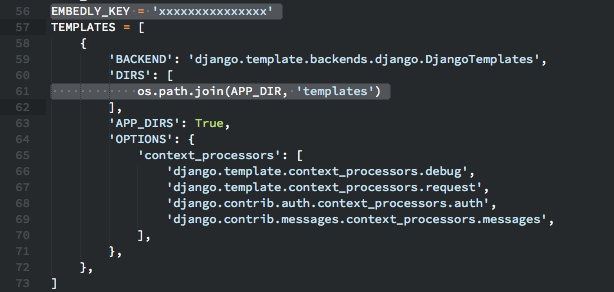 56 EMBEDLY_KEY = 'xxxxxxxxxxxxxxx'
57 TEMPLATES = [
58     {
59         'BACKEND': 'django.template.backends.django.DjangoTemplates',
60         'DIRS': [
61             os.path.join(APP_DIR, 'templates')
62         ],
63         'APP_DIRS': True,
64         'OPTIONS': {
65             'context_processors': [
66                 'django.template.context_processors.debug',
67                 'django.template.context_processors.request',
68                 'django.contrib.auth.context_processors.auth',
69                 'django.contrib.messages.context_processors.messages',
70             ],
71         },
72     },
73 ]